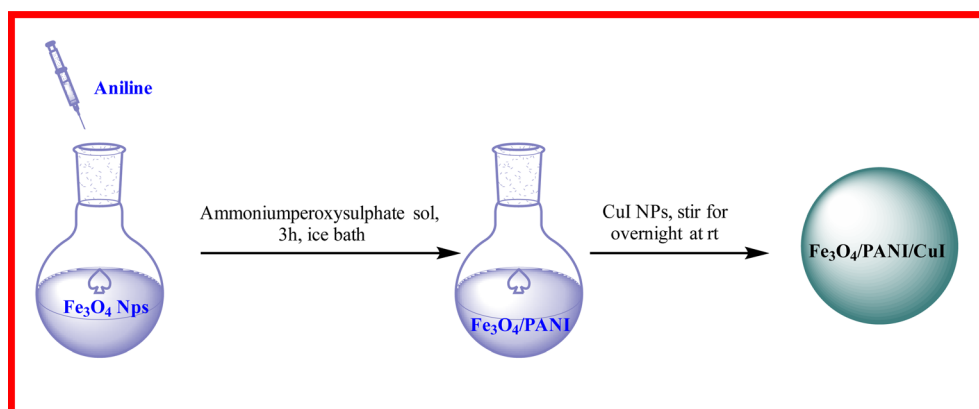 Aniline
Fe₃O₄ Nps
Ammoniumperoxysulphate sol,
3h, ice bath
Fe₃O₄/PANI
CuI NPs, stir for
overnight at rt
Fe₃O₄/PANI/CuI